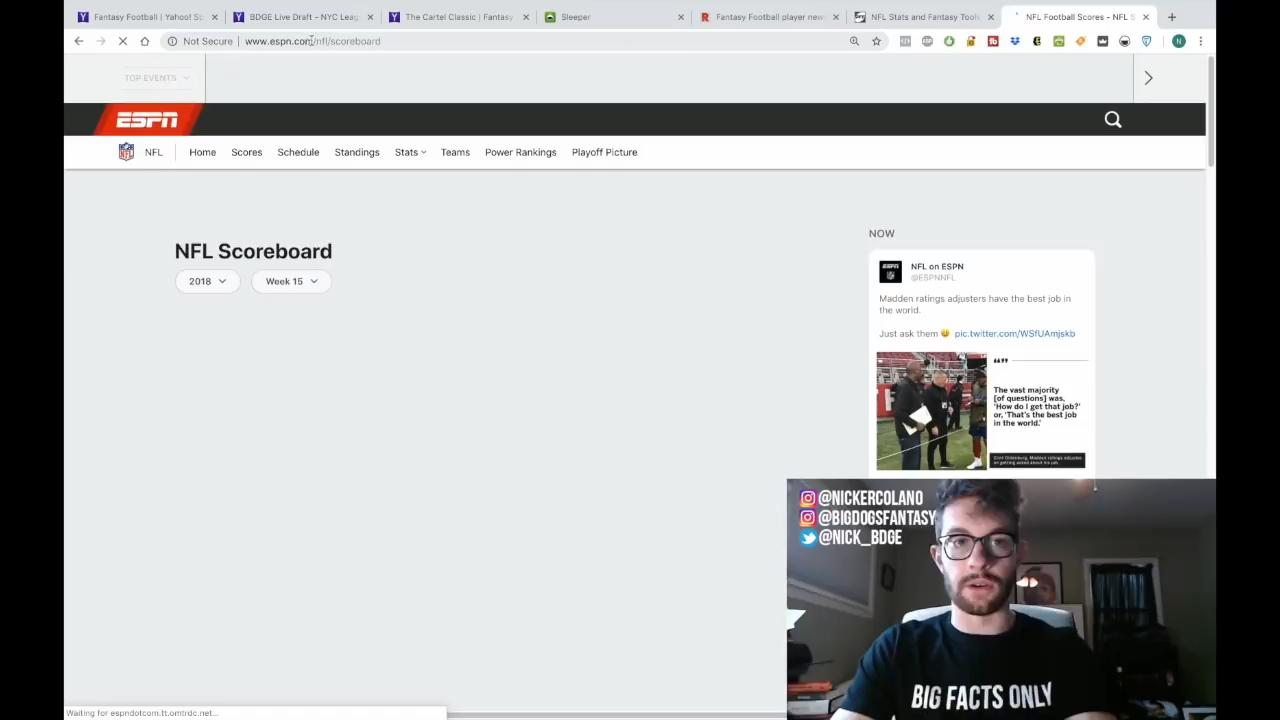 Fantasy Football | Yahoo! Sp
BDGE Live Draft - NYC Leag
The Cartel Classic | Fantasy
Sleeper
Fantasy Football player new
NFL Stats and Fantasy Tools
NFL Football Scores - NFL S
Not Secure | www.espn.com/nfl/scoreboard
TOP EVENTS
ESPN
NFL
Home
Scores
Schedule
Standings
Stats
Teams
Power Rankings
Playoff Picture
NFL Scoreboard
2018
Week 15
NOW
NFL on ESPN
@ESPNNFL
Madden ratings adjusters have the best job in
the world.
Just ask them 😀 pic.twitter.com/WSfUAmjskb
The vast majority
[of questions] was,
'How do I get that job?'
or, 'That's the best job
in the world.'
@NICKERCOLANO
@BIGDOGSFANTASY
@NICK_BDGE
BIG FACTS ONLY
Waiting for espndotcom.tt.omtrdc.net...